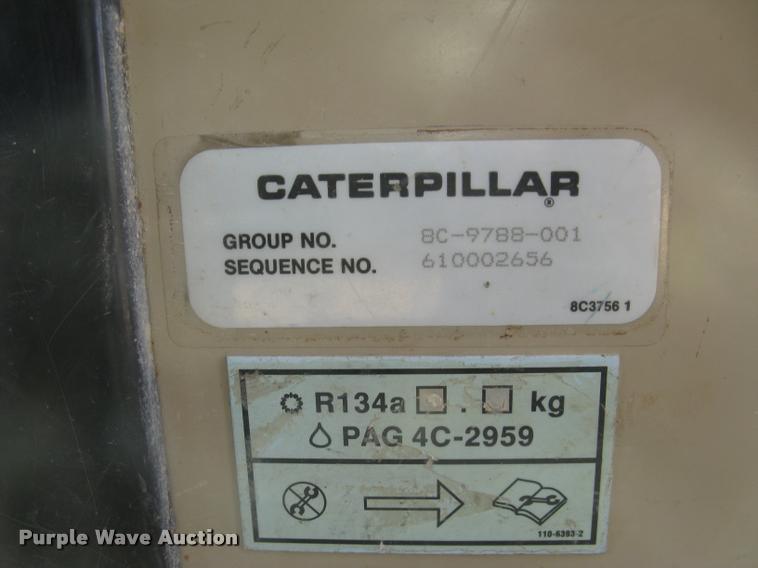 CATERPILLAR®
GROUP NO. 8C-9788-001
SEQUENCE NO. 610002656
8C3756 1
R134a . kg
PAG 4C-2959
110-6393-2
Purple Wave Auction